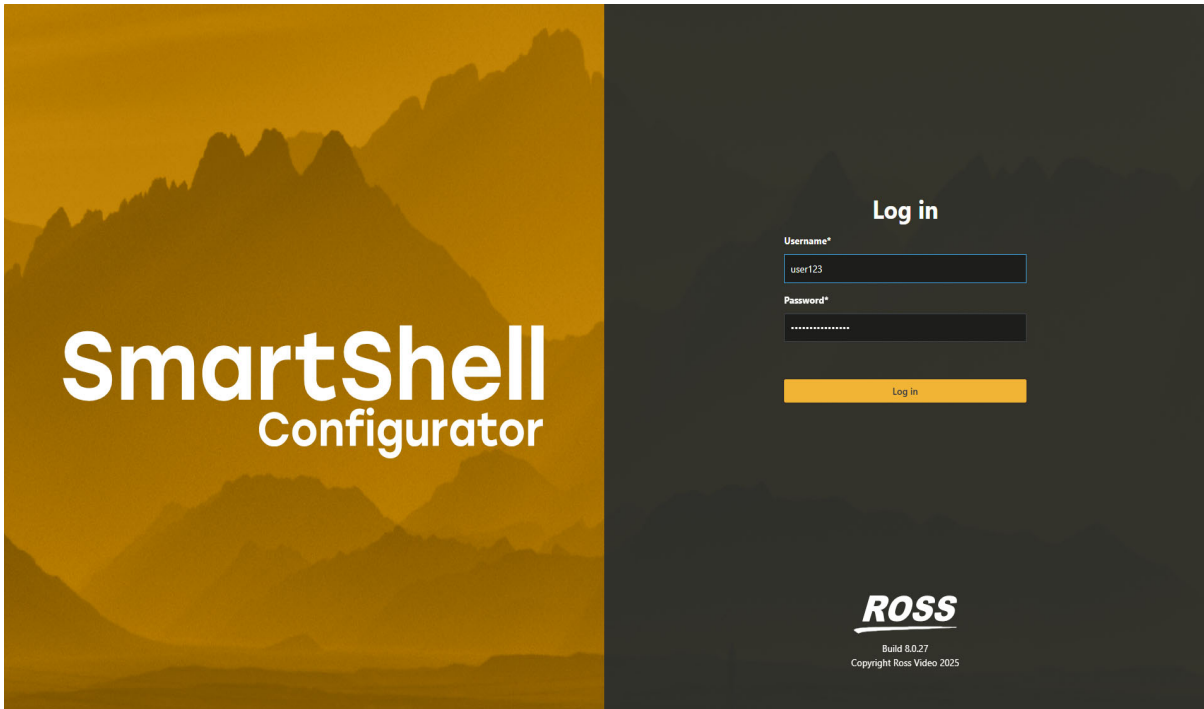 SmartShell
Configurator
Log in
Username*
user123
Password*
Log in
ROSS
Build 8.0.27
Copyright Ross Video 2025